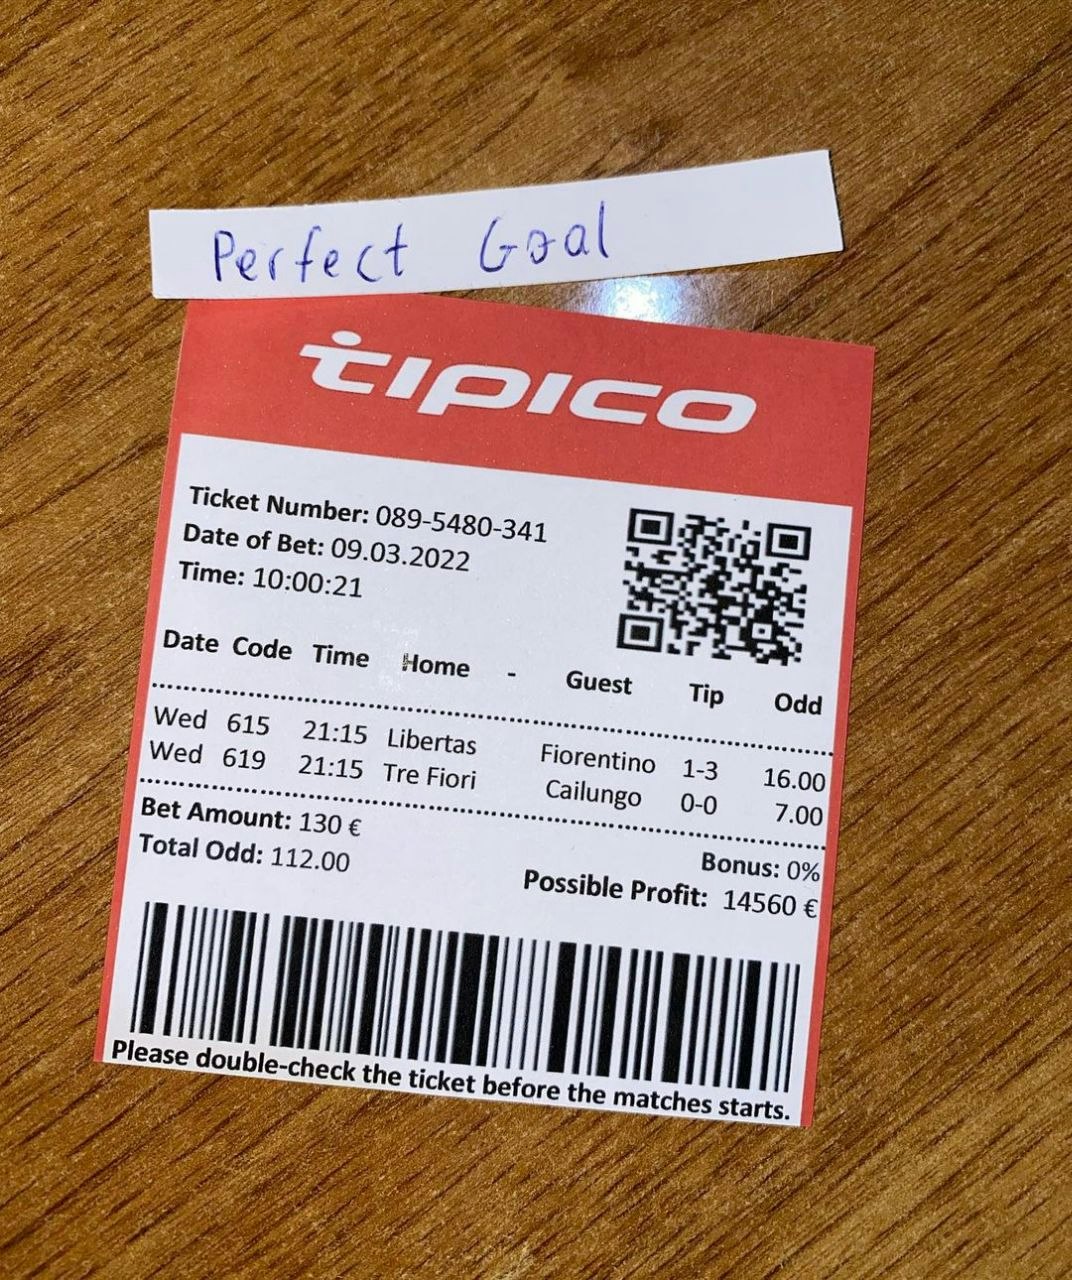 Perfect Goal
tipico
Ticket Number: 089-5480-341
Date of Bet: 09.03.2022
Time: 10:00:21
Date Code Time Home - Guest Tip Odd
Wed 615 21:15 Libertas Fiorentino 1-3 16.00
Wed 619 21:15 Tre Fiori Cailungo 0-0 7.00
Bet Amount: 130 €
Bonus: 0%
Total Odd: 112.00
Possible Profit: 14560 €
Please double-check the ticket before the matches starts.